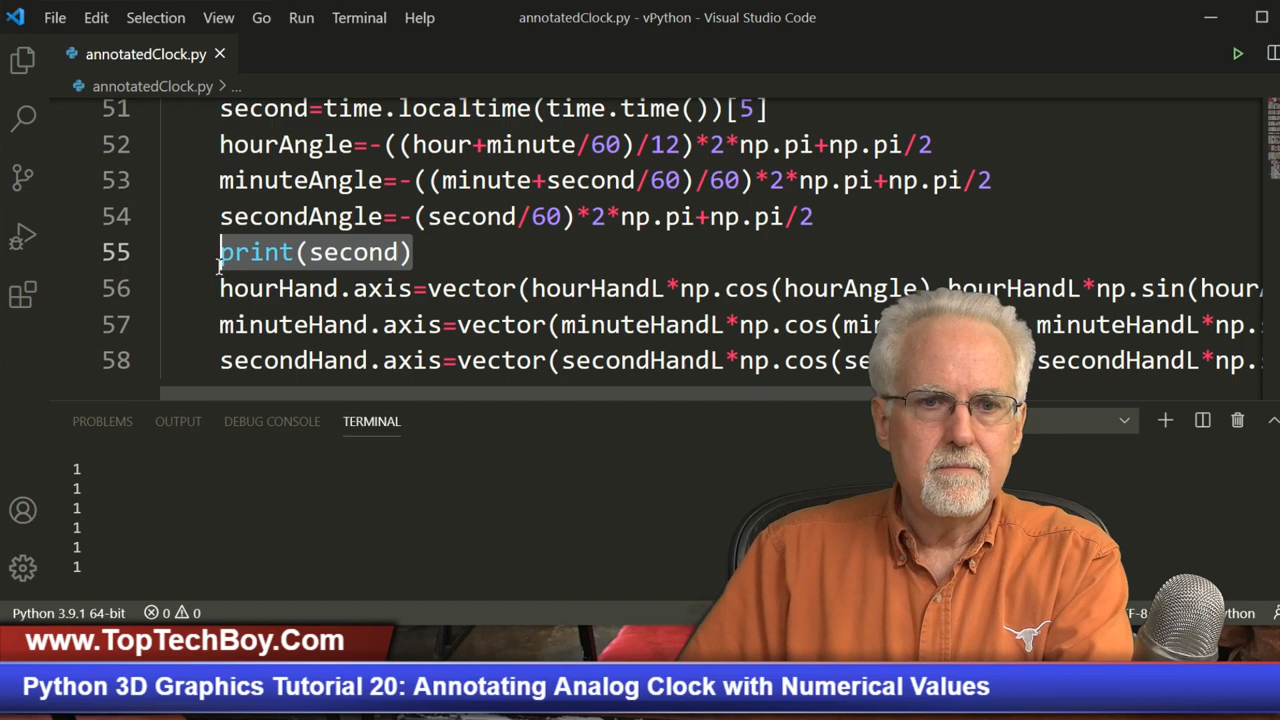 File Edit Selection View Go Run Terminal Help annotatedClock.py - vPython - Visual Studio Code
annotatedClock.py
annotatedClock.py > ...
51 second=time.localtime(time.time())[5]
52 hourAngle=-((hour+minute/60)/12)*2*np.pi+np.pi/2
53 minuteAngle=-((minute+second/60)/60)*2*np.pi+np.pi/2
54 secondAngle=-(second/60)*2*np.pi+np.pi/2
55 print(second)
56 hourHand.axis=vector(hourHandL*np.cos(hourAngle),hourHandL*np.sin(hour
57 minuteHand.axis=vector(minuteHandL*np.cos(mi minuteHandL*np.
58 secondHand.axis=vector(secondHandL*np.cos(se secondHandL*np.s
PROBLEMS OUTPUT DEBUG CONSOLE TERMINAL
1
1
1
1
1
1
Python 3.9.1 64-bit 0 0 F-8 thon
www.TopTechBoy.Com
Python 3D Graphics Tutorial 20: Annotating Analog Clock with Numerical Values